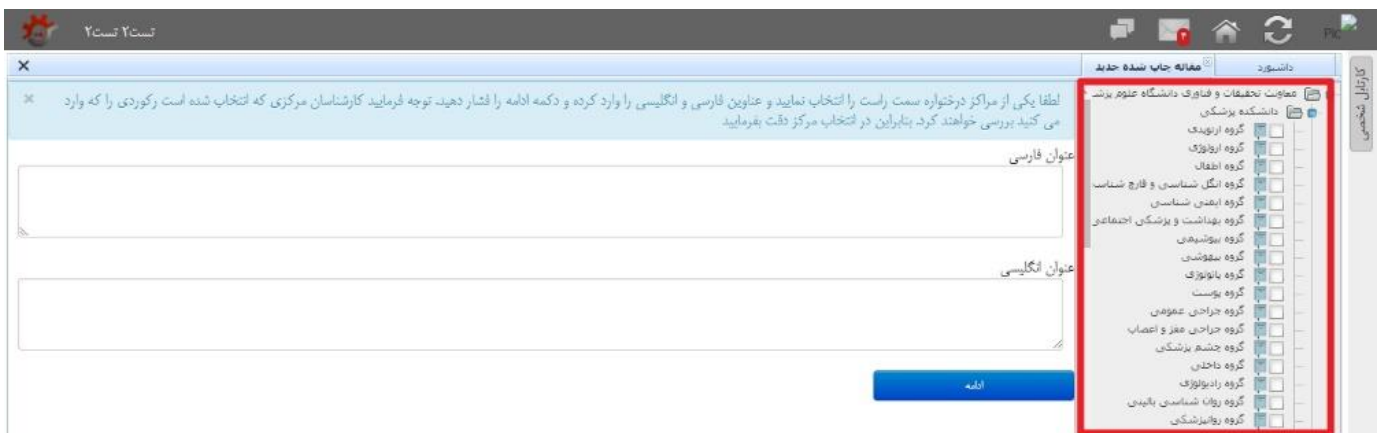 تست۲ تست۲
Pic
کارتابل شخصی
داشبورد
مقاله چاپ شده جدید
معاونت تحقیقات و فناوری دانشگاه علوم پزشـ
دانشکده پزشکی
گروه ارتوپدی
گروه ارولوژی
گروه اطفال
گروه انگل شناسی و قارچ شناسـ
گروه ایمنی شناسی
گروه بهداشت و پزشکی اجتماعی
گروه بیوشیمی
گروه بیهوشی
گروه پاتولوژی
گروه پوست
گروه جراحی عمومی
گروه جراحی مغز و اعصاب
گروه چشم پزشکی
گروه داخلی
گروه رادیولوژی
گروه روان شناسی بالینی
گروه روانپزشکی
لطفا یکی از مراکز درختواره سمت راست را انتخاب نمایید و عناوین فارسی و انگلیسی را وارد کرده و دکمه ادامه را فشار دهید. توجه فرمایید کارشناسان مرکزی که انتخاب شده است رکوردی را که وارد
می کنید بررسی خواهند کرد. بنابراین در انتخاب مرکز دقت بفرمایید
عنوان فارسی
عنوان انگلیسی
ادامه